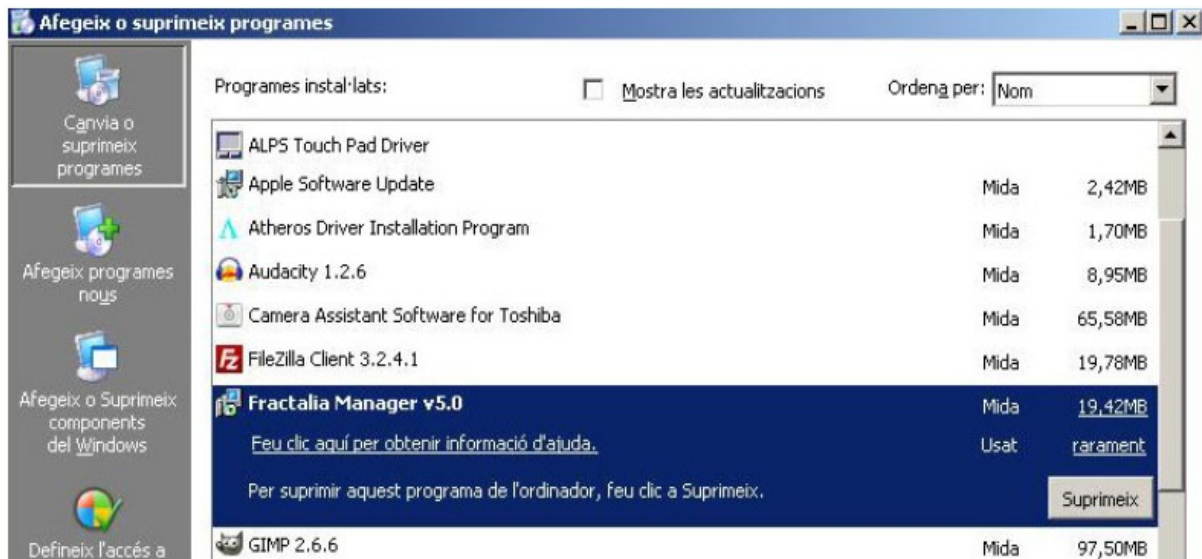 Afegeix o suprimeix programes
Canvia o
suprimeix
programes
Afegeix programes
nous
Afegeix o Suprimeix
components
del Windows
Defineix l'accés a
Programes instal·lats:
Mostra les actualitzacions
Ordena per: Nom
ALPS Touch Pad Driver
Apple Software Update Mida 2,42MB
Atheros Driver Installation Program Mida 1,70MB
Audacity 1.2.6 Mida 8,95MB
Camera Assistant Software for Toshiba Mida 65,58MB
FileZilla Client 3.2.4.1 Mida 19,78MB
Fractalia Manager v5.0 Mida 19,42MB
Feu clic aquí per obtenir informació d'ajuda. Usat rarament
Per suprimir aquest programa de l'ordinador, feu clic a Suprimeix. Suprimeix
GIMP 2.6.6 Mida 97,50MB